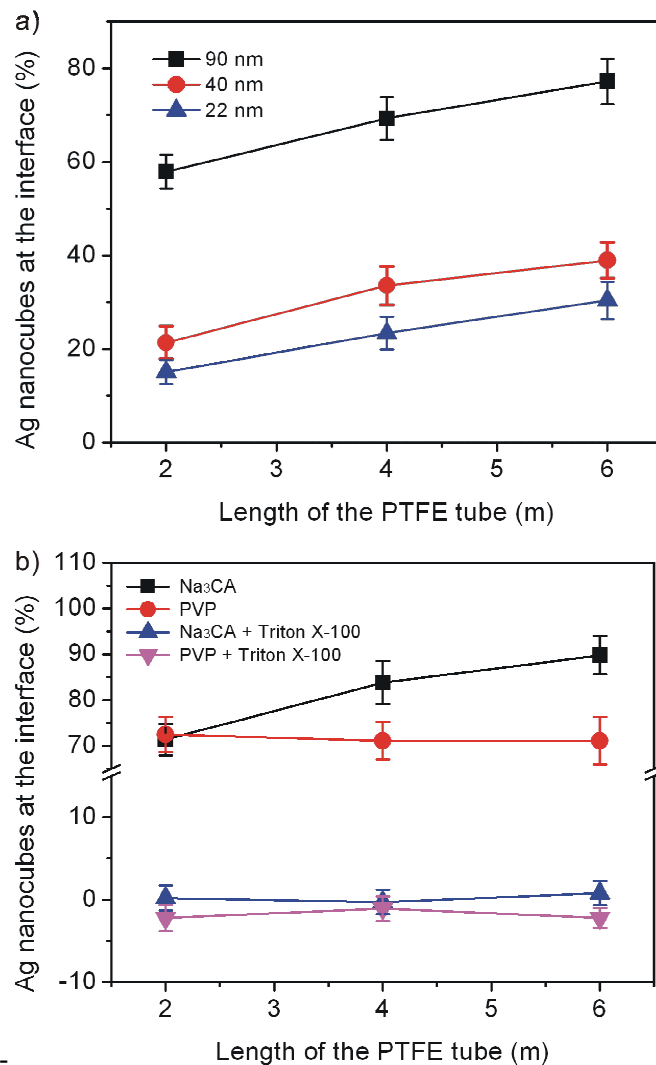 a)
90 nm
40 nm
22 nm
80
60
40
20
0
Ag nanocubes at the interface (%)
2 3 4 5 6
Length of the PTFE tube (m)
b)
110
100
90
80
70
10
0
-10
Na₃CA
PVP
Na₃CA + Triton X-100
PVP + Triton X-100
Ag nanocubes at the interface (%)
2 3 4 5 6
Length of the PTFE tube (m)
-